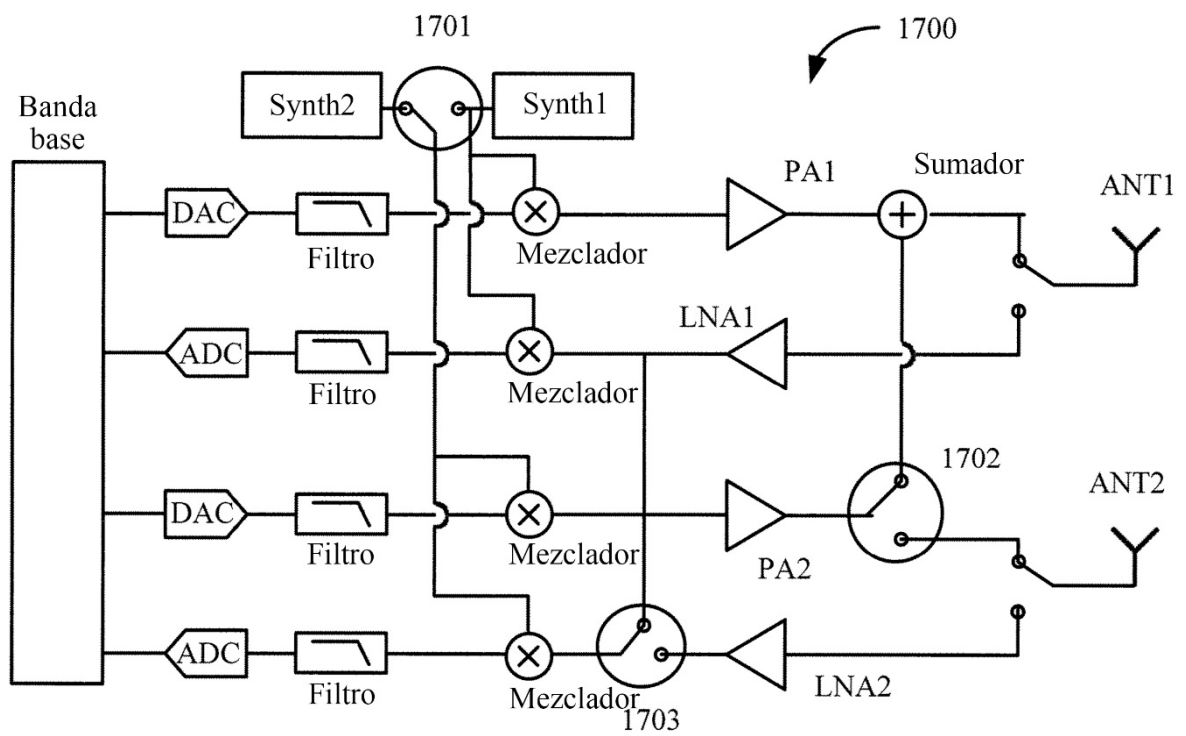 1701
1700
Synth2
Synth1
Banda
base
PA1
Sumador
ANT1
DAC
Filtro
Mezclador
LNA1
ADC
Filtro
Mezclador
1702
ANT2
DAC
Filtro
Mezclador
PA2
ADC
Filtro
Mezclador
1703
LNA2